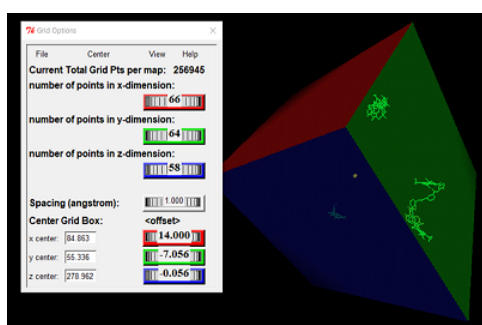 Grid Options
File Center View Help
Current Total Grid Pts per map: 256945
number of points in x-dimension:
66
number of points in y-dimension:
64
number of points in z-dimension:
58
Spacing (angstrom): 1.000
Center Grid Box: <offset>
x center: 84.863 14.000
y center: 55.336 -7.056
z center: 278.962 -0.056